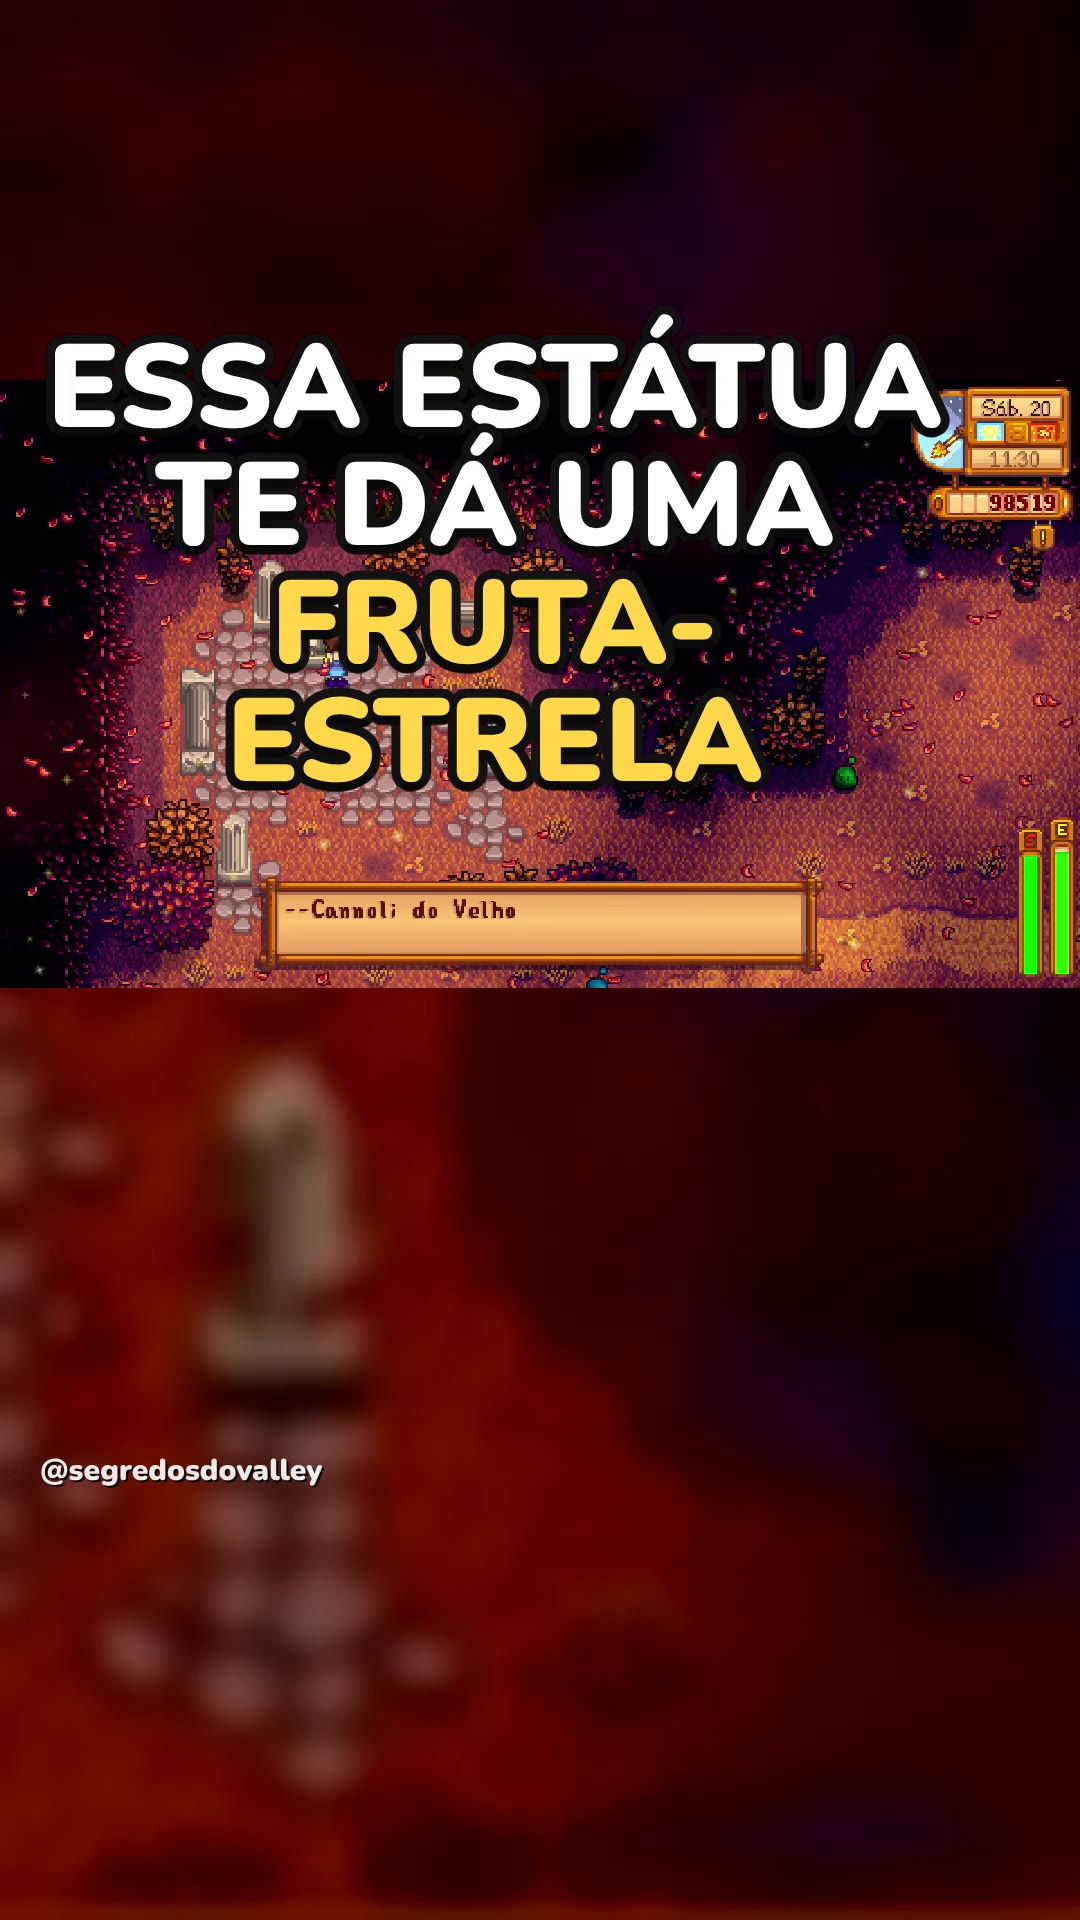 ESSA ESTÁTUA
TE DÁ UMA
FRUTA-
ESTRELA
Sáb. 20
11:30
98519
!
S
E
--Cannoli do Velho
@segredosdovalley